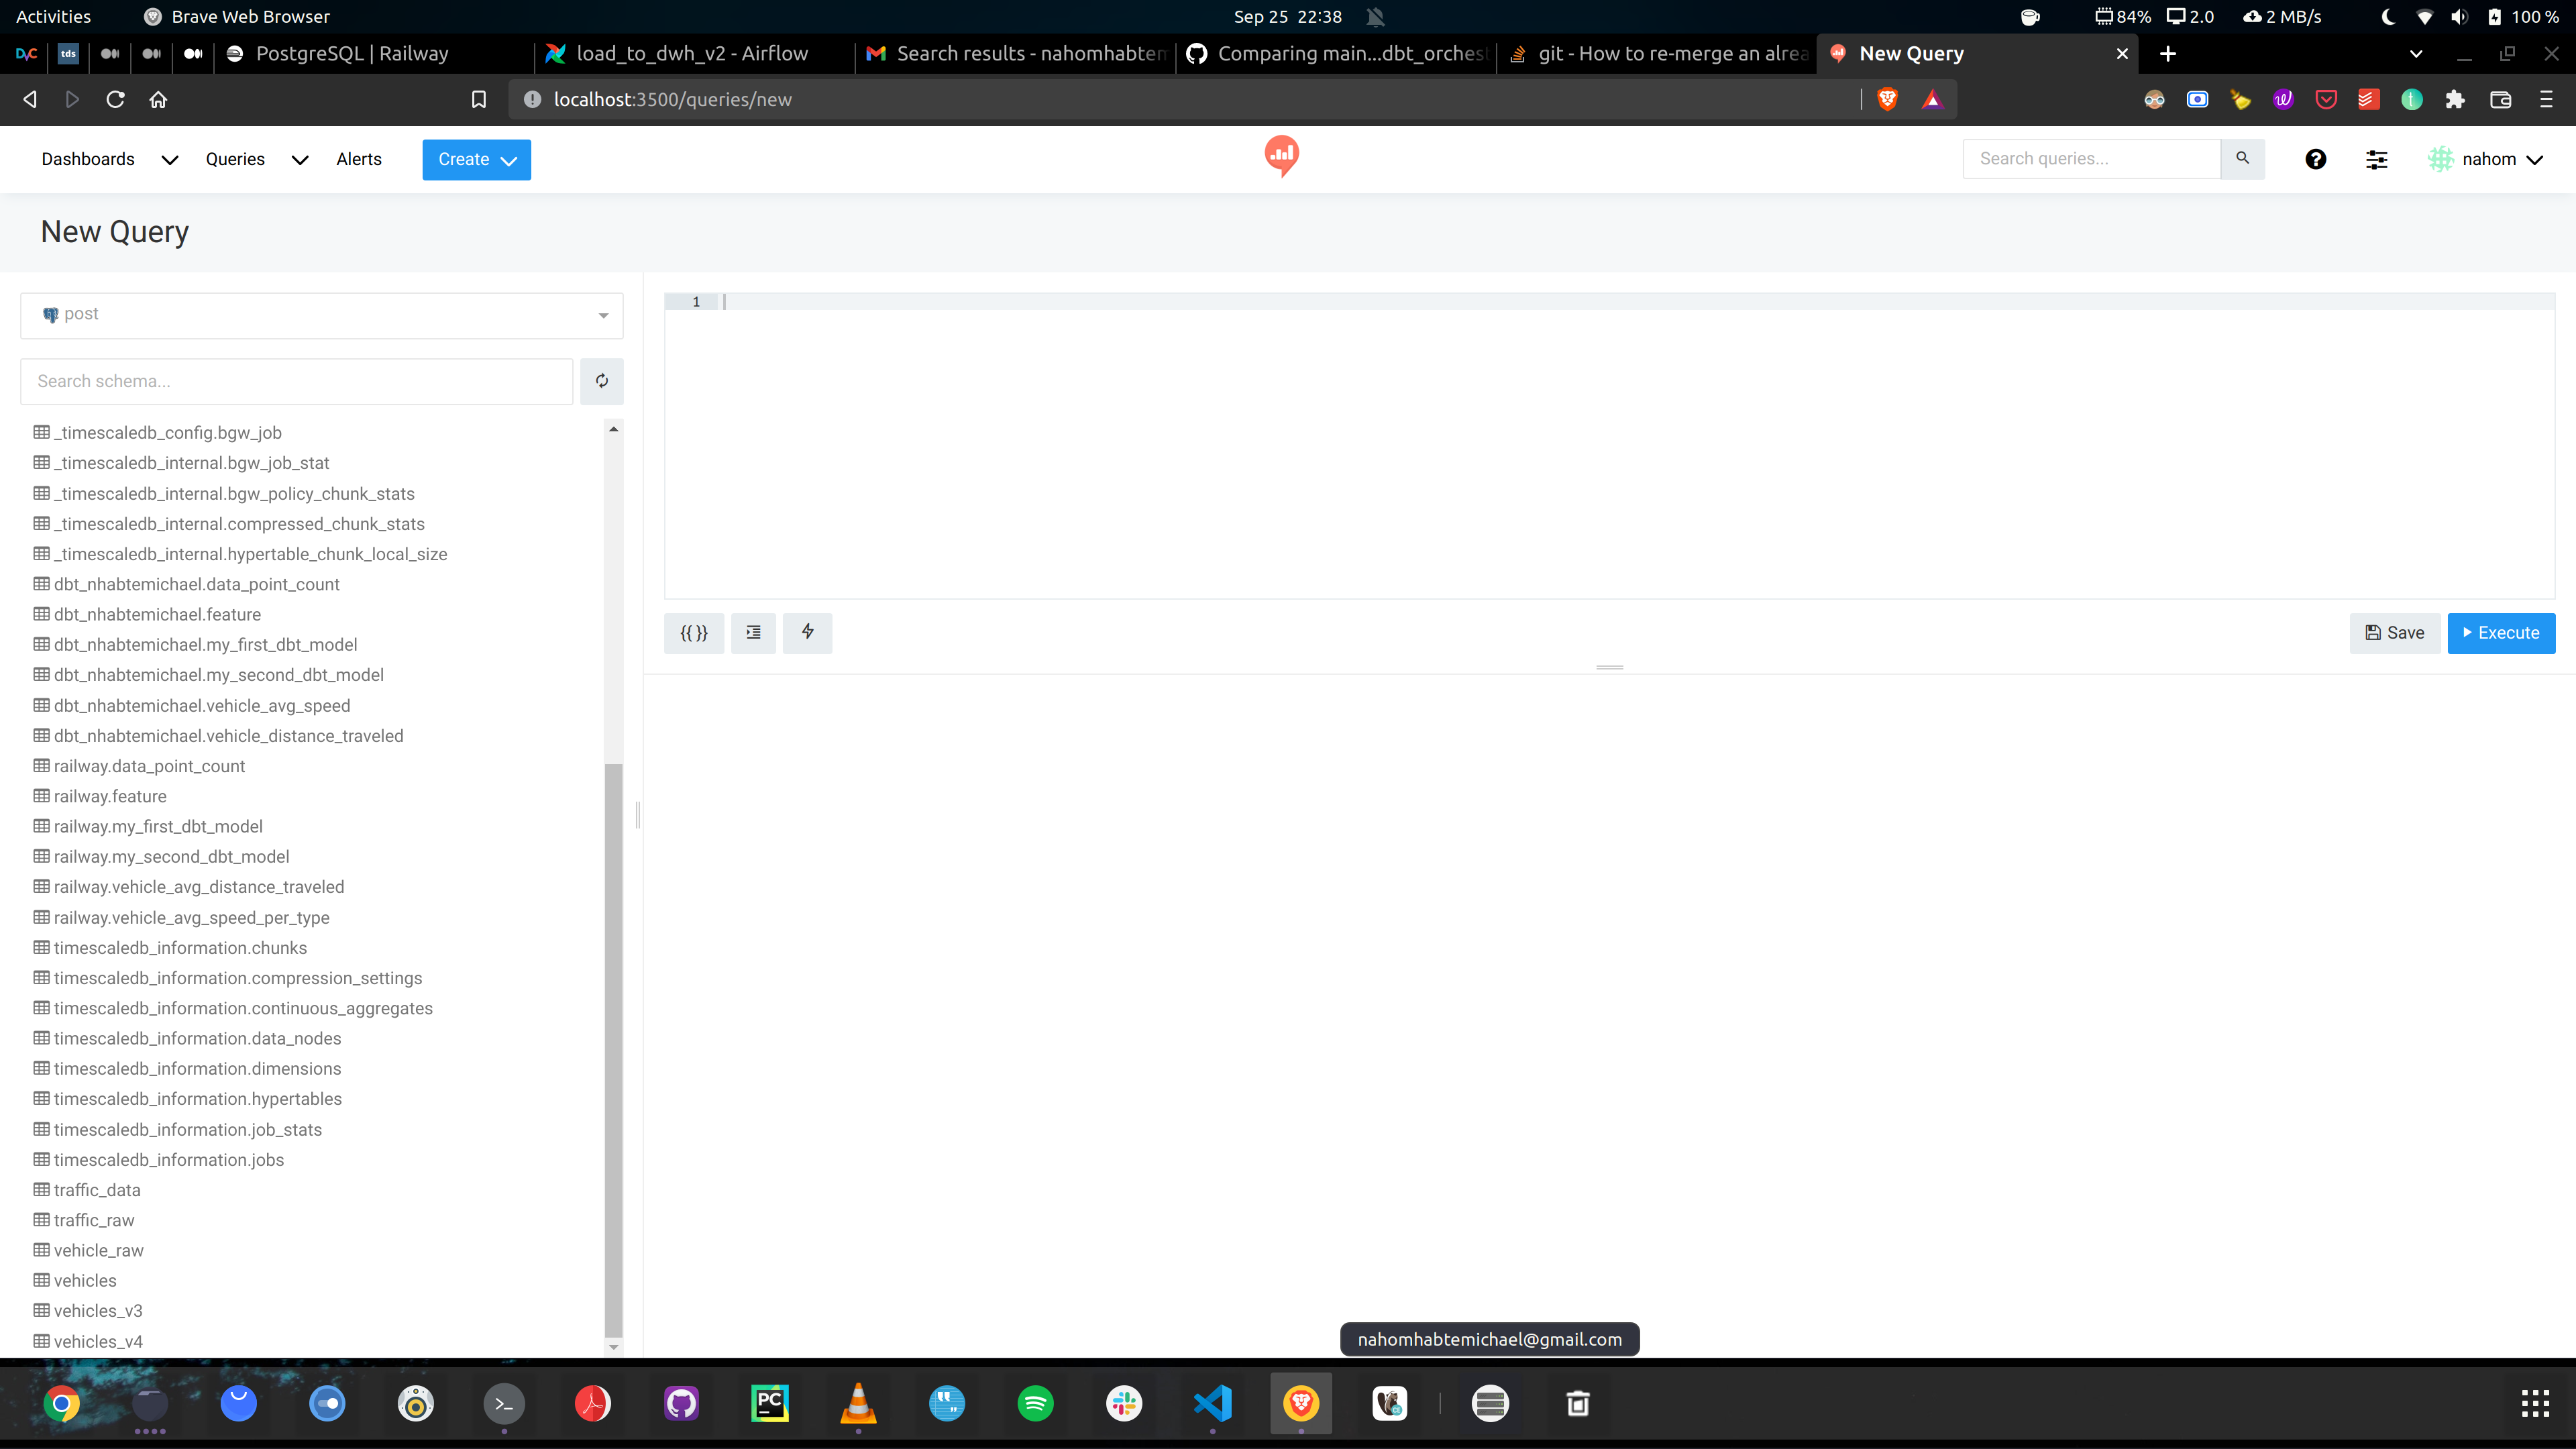 Activities
Brave Web Browser
Sep 25 22:38
84%
2.0
2 MB/s
100 %
DVC
tds
PostgreSQL | Railway
load_to_dwh_v2 - Airflow
Search results - nahomhabtem
Comparing main...dbt_orchest
git - How to re-merge an alrea
New Query
localhost:3500/queries/new
Dashboards
Queries
Alerts
Create
Search queries...
nahom
New Query
post
Search schema...
_timescaledb_config.bgw_job
_timescaledb_internal.bgw_job_stat
_timescaledb_internal.bgw_policy_chunk_stats
_timescaledb_internal.compressed_chunk_stats
_timescaledb_internal.hypertable_chunk_local_size
dbt_nhabtemichael.data_point_count
dbt_nhabtemichael.feature
dbt_nhabtemichael.my_first_dbt_model
dbt_nhabtemichael.my_second_dbt_model
dbt_nhabtemichael.vehicle_avg_speed
dbt_nhabtemichael.vehicle_distance_traveled
railway.data_point_count
railway.feature
railway.my_first_dbt_model
railway.my_second_dbt_model
railway.vehicle_avg_distance_traveled
railway.vehicle_avg_speed_per_type
timescaledb_information.chunks
timescaledb_information.compression_settings
timescaledb_information.continuous_aggregates
timescaledb_information.data_nodes
timescaledb_information.dimensions
timescaledb_information.hypertables
timescaledb_information.job_stats
timescaledb_information.jobs
traffic_data
traffic_raw
vehicle_raw
vehicles
vehicles_v3
vehicles_v4
1
{{ }}
Save
Execute
nahomhabtemichael@gmail.com
PC